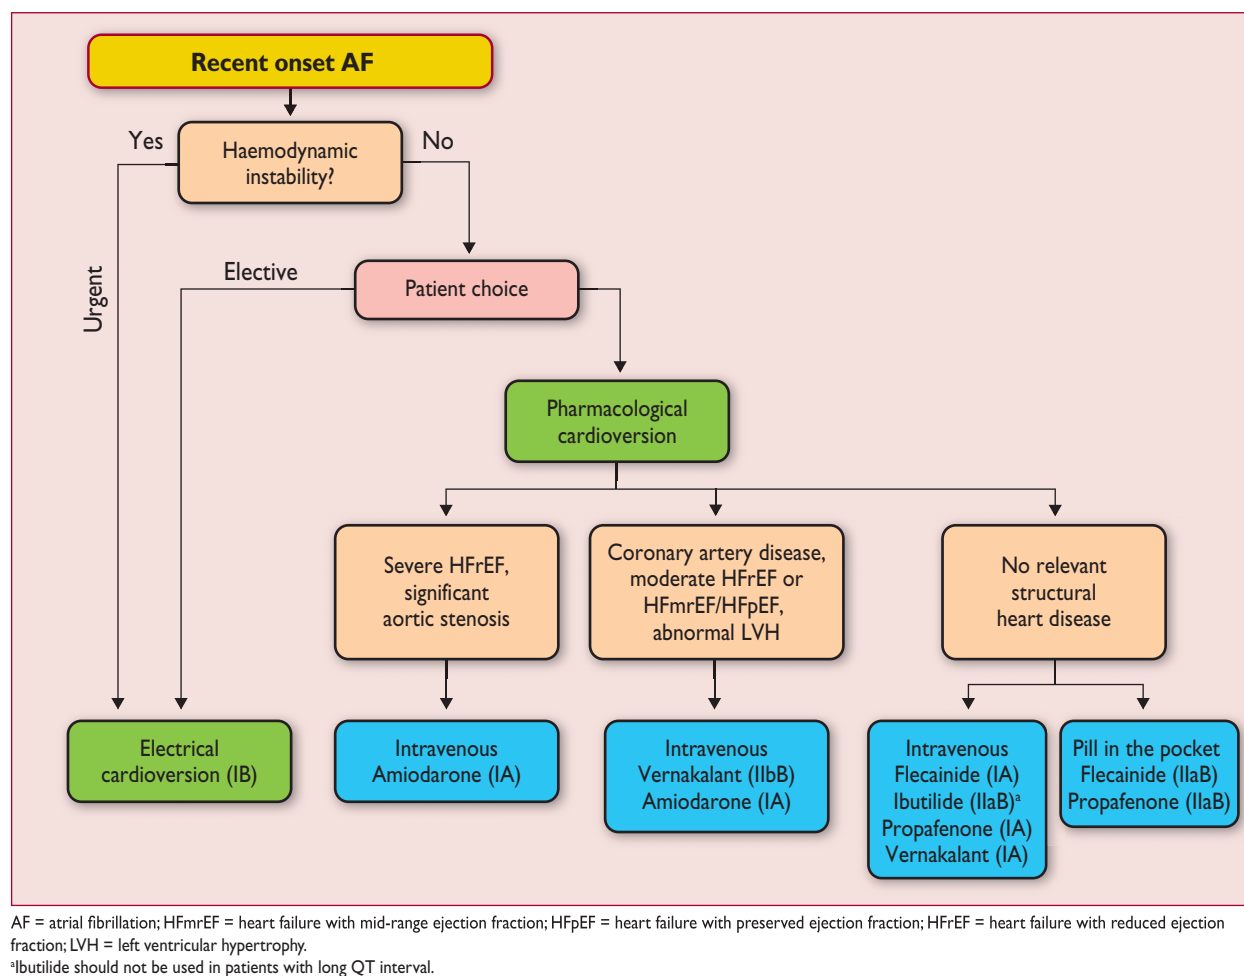 Recent onset AF
Yes
No
Haemodynamic
instability?
Urgent
Elective
Patient choice
Pharmacological
cardioversion
Severe HFrEF,
significant
aortic stenosis
Coronary artery disease,
moderate HFrEF or
HFmrEF/HFpEF,
abnormal LVH
No relevant
structural
heart disease
Electrical
cardioversion (IB)
Intravenous
Amiodarone (IA)
Intravenous
Vernakalant (IIbB)
Amiodarone (IA)
Intravenous
Flecainide (IA)
Ibutilide (IIaB)ᵃ
Propafenone (IA)
Vernakalant (IA)
Pill in the pocket
Flecainide (IIaB)
Propafenone (IIaB)
AF = atrial fibrillation; HFmrEF = heart failure with mid-range ejection fraction; HFpEF = heart failure with preserved ejection fraction; HFrEF = heart failure with reduced ejection
fraction; LVH = left ventricular hypertrophy.
ᵃIbutilide should not be used in patients with long QT interval.